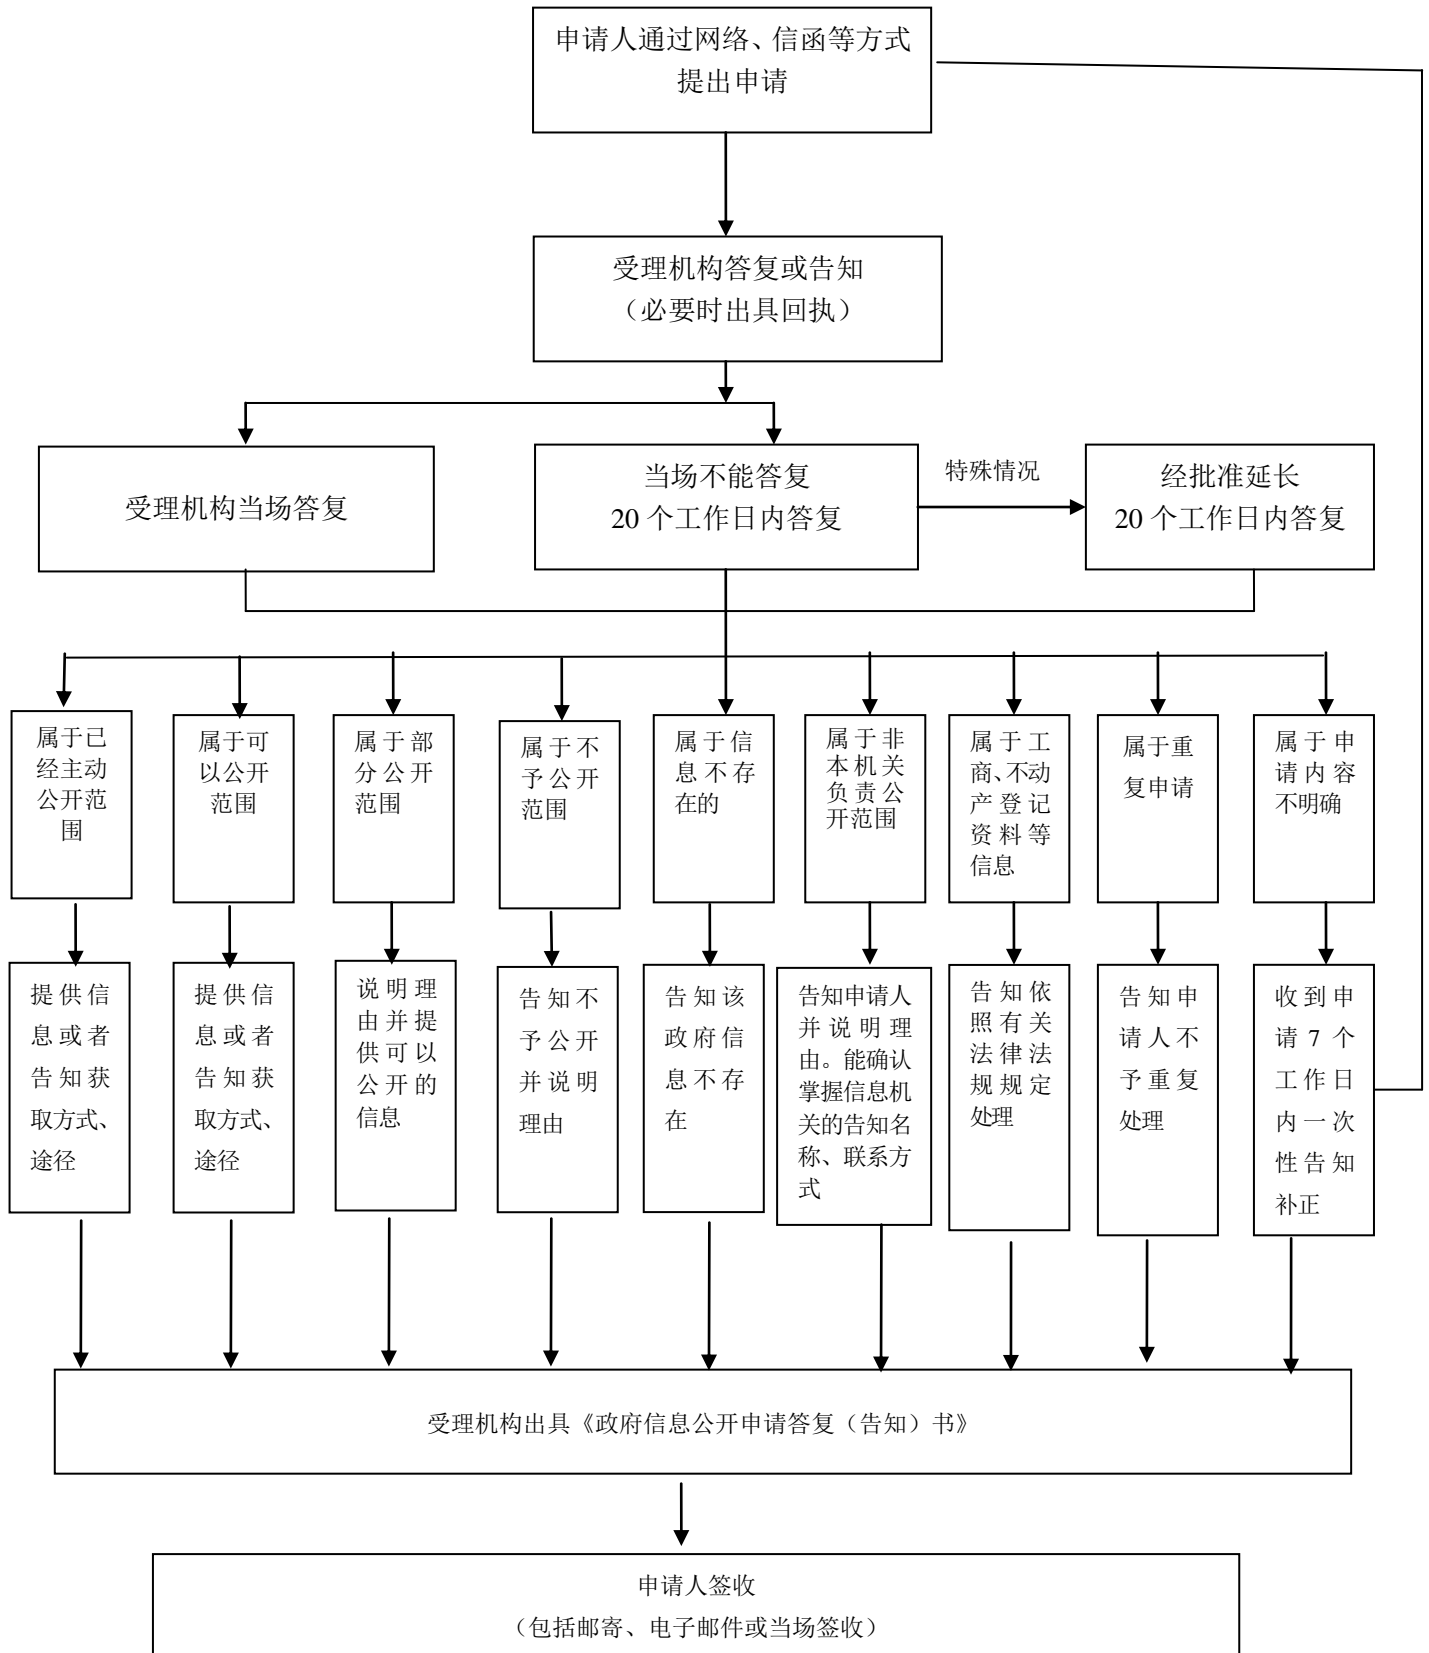 申请人通过网络、信函等方式
提出申请
受理机构答复或告知
（必要时出具回执）
受理机构当场答复
当场不能答复
20 个工作日内答复
特殊情况
经批准延长
20 个工作日内答复
属于已
经主动
公开范
围
属于可
以公开
范围
属于部
分公开
范围
属于不
予公开
范围
属于信
息不存
在的
属于非
本机关
负责公
开范围
属于工
商、不动
产登记
资料等
信息
属于重
复申请
属于申
请内容
不明确
提供信
息或者
告知获
取方式、
途径
提供信
息或者
告知获
取方式、
途径
说明理
由并提
供可以
公开的
信息
告知不
予公开
并说明
理由
告知该
政府信
息不存
在
告知申请人
并说明理
由。能确认
掌握信息机
关的告知名
称、联系方
式
告知依
照有关
法律法
规规定
处理
告知申
请人不
予重复
处理
收到申
请 7 个
工作日
内一次
性告知
补正
受理机构出具《政府信息公开申请答复（告知）书》
申请人签收
（包括邮寄、电子邮件或当场签收）